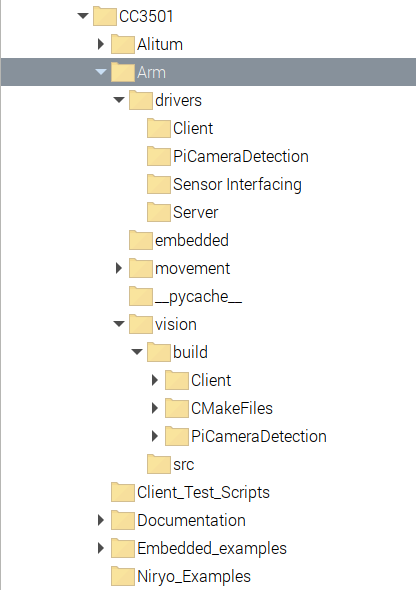 CC3501
Alitum
Arm
drivers
Client
PiCameraDetection
Sensor Interfacing
Server
embedded
movement
__pycache__
vision
build
Client
CMakeFiles
PiCameraDetection
src
Client_Test_Scripts
Documentation
Embedded_examples
Niryo_Examples